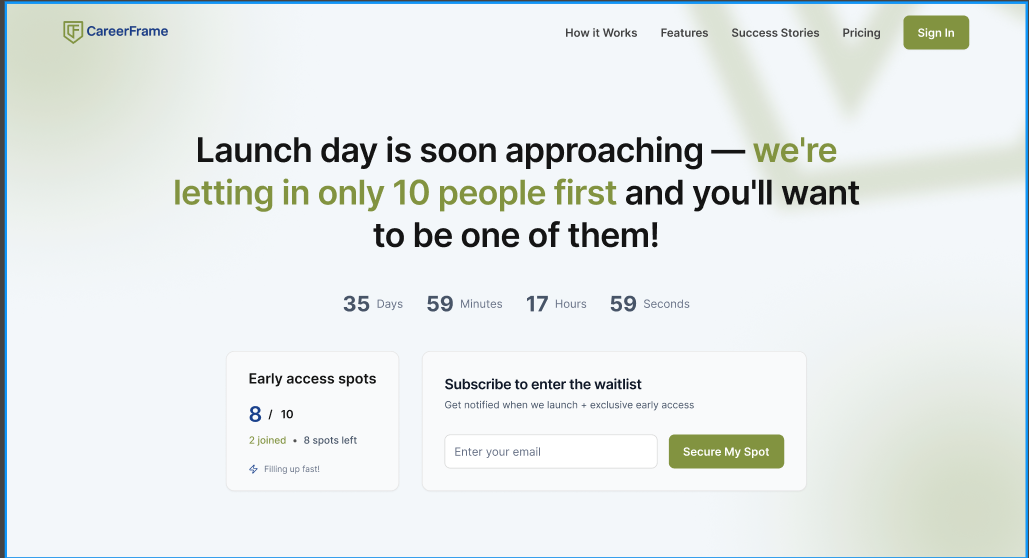 CareerFrame
How it Works
Features
Success Stories
Pricing
Sign In
Launch day is soon approaching — we're
letting in only 10 people first and you'll want
to be one of them!
35 Days 59 Minutes 17 Hours 59 Seconds
Early access spots
8 / 10
2 joined • 8 spots left
Filling up fast!
Subscribe to enter the waitlist
Get notified when we launch + exclusive early access
Enter your email
Secure My Spot